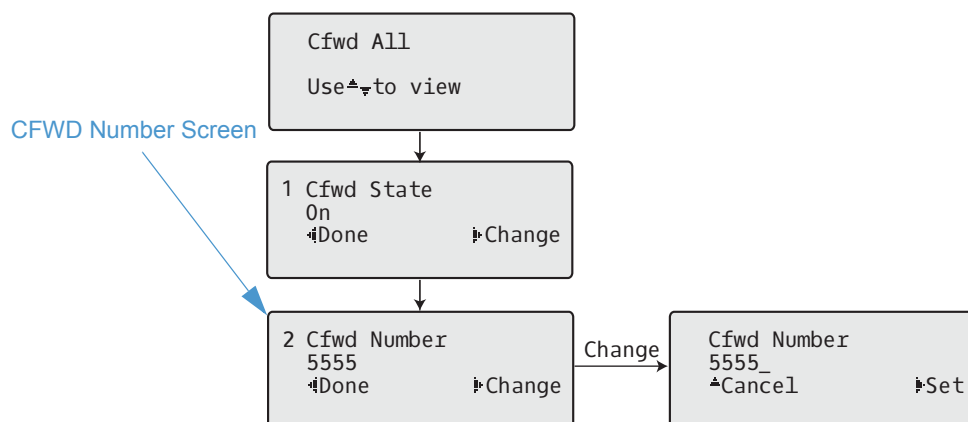 Cfwd All
Use to view
CFWD Number Screen
1 Cfwd State
On
Done Change
2 Cfwd Number
5555
Done Change
Change
Cfwd Number
5555_
Cancel Set